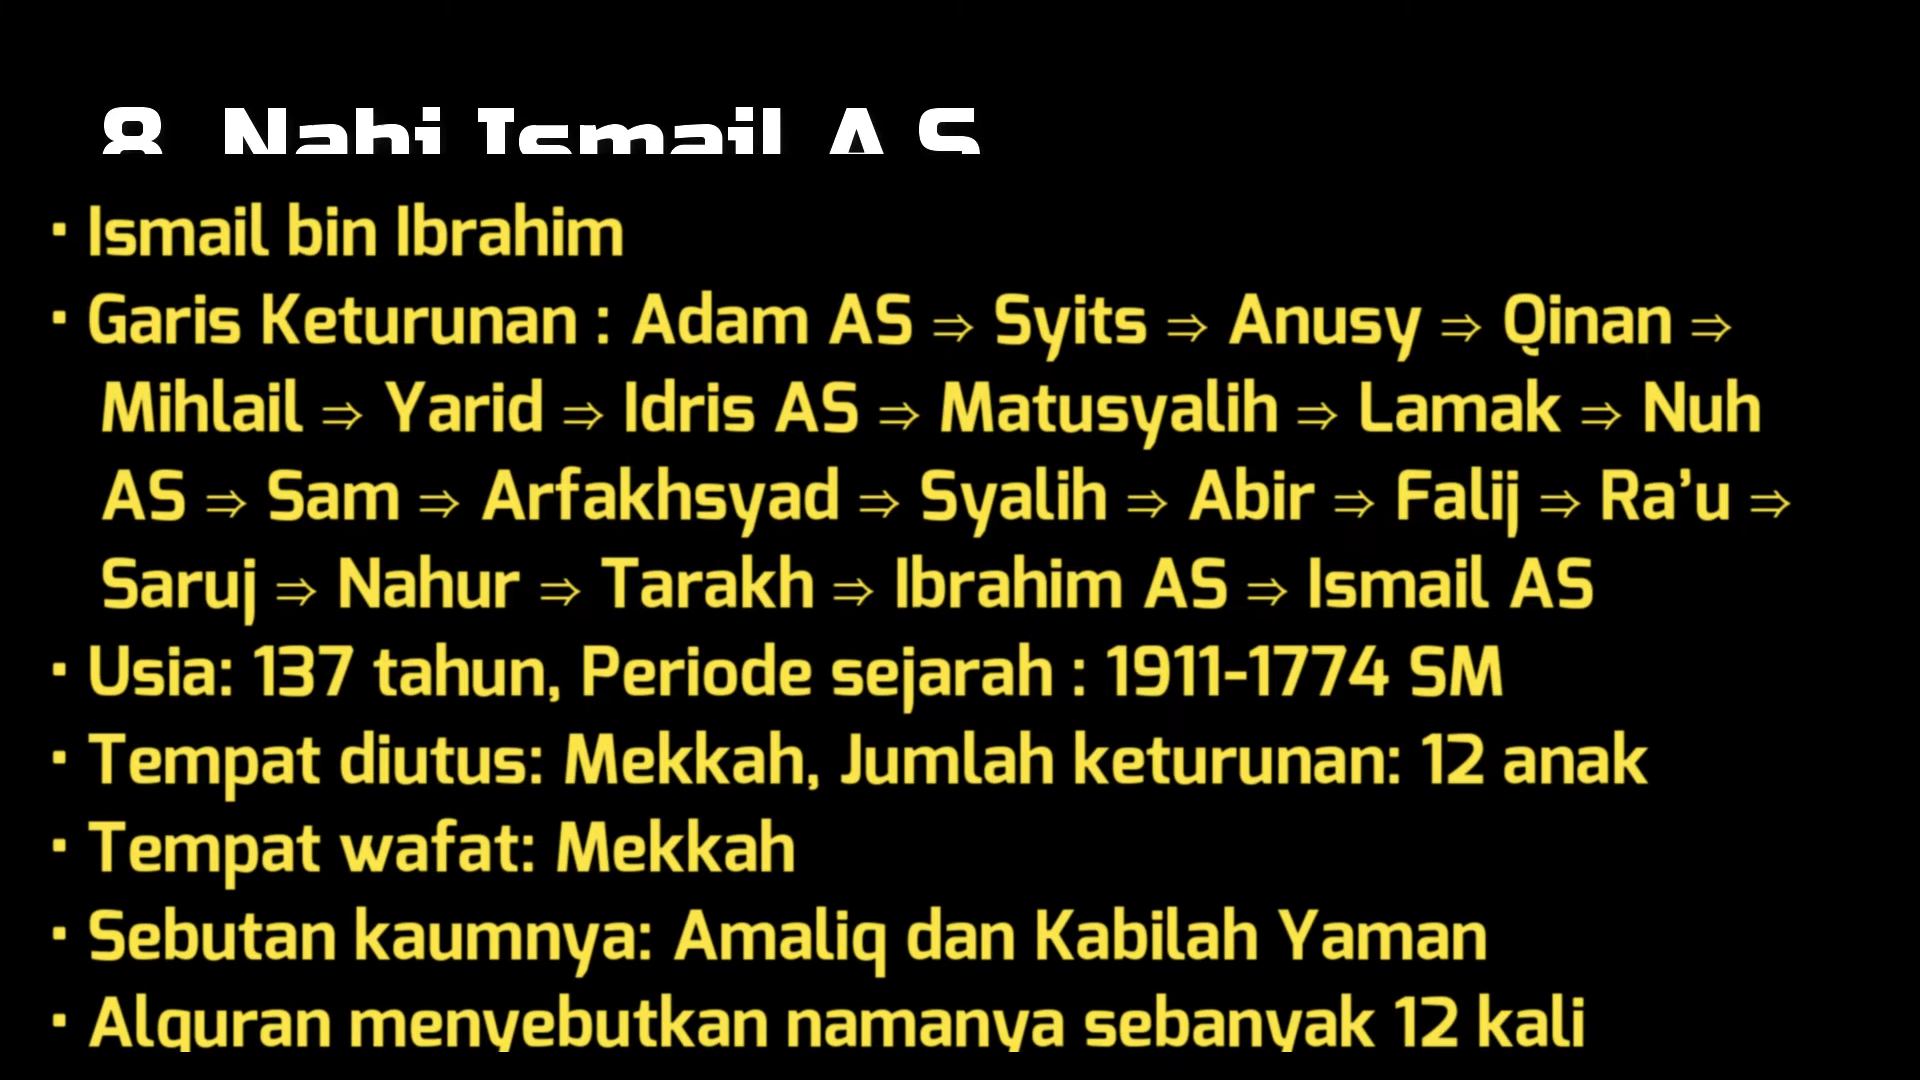 8. Nabi Ismail AS
• Ismail bin Ibrahim
• Garis Keturunan : Adam AS ⇒ Syits ⇒ Anusy ⇒ Qinan ⇒
Mihlail ⇒ Yarid ⇒ Idris AS ⇒ Matusyalih ⇒ Lamak ⇒ Nuh
AS ⇒ Sam ⇒ Arfakhsyad ⇒ Syalih ⇒ Abir ⇒ Falij ⇒ Ra’u ⇒
Saruj ⇒ Nahur ⇒ Tarakh ⇒ Ibrahim AS ⇒ Ismail AS
• Usia: 137 tahun, Periode sejarah : 1911-1774 SM
• Tempat diutus: Mekkah, Jumlah keturunan: 12 anak
• Tempat wafat: Mekkah
• Sebutan kaumnya: Amaliq dan Kabilah Yaman
• Alquran menyebutkan namanya sebanyak 12 kali